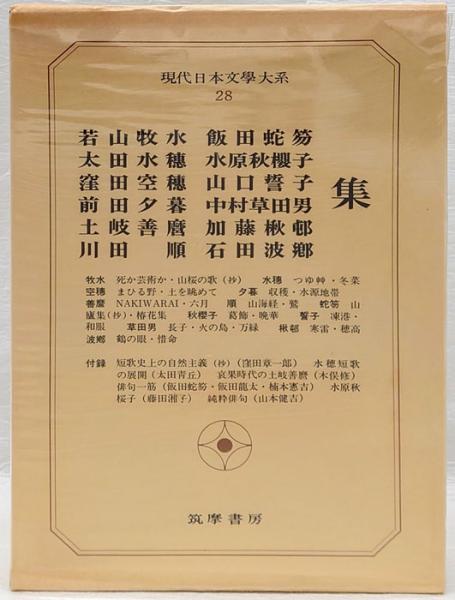 現代日本文學大系
28
若山牧水 飯田蛇笏
太田水穗 水原秋櫻子
窪田空穗 山口誓子
前田夕暮 中村草田男
土岐善麿 加藤楸邨
川田順 石田波鄕
集
牧水 死か芸術か・山桜の歌(抄) 水穗 つゆ艸・冬菜
空穗 まひる野・土を眺めて 夕暮 収穫・水源地帯
善麿 NAKIWARAI・六月 順 山海経・鷲 蛇笏 山
廬集(抄)・椿花集 秋櫻子 葛飾・晩華 誓子 凍港・
和服 草田男 長子・火の島・万緑 楸邨 寒雷・穂高
波鄕 鶴の眼・惜命
付録 短歌史上の自然主義(抄)(窪田章一郎) 水穂短歌
の展開(太田青丘) 哀果時代の土岐善麿(木俣修)
俳句一筋(飯田蛇笏・飯田龍太・楠本憲吉) 水原秋
桜子(藤田湘子) 純粋俳句(山本健吉)
筑摩書房